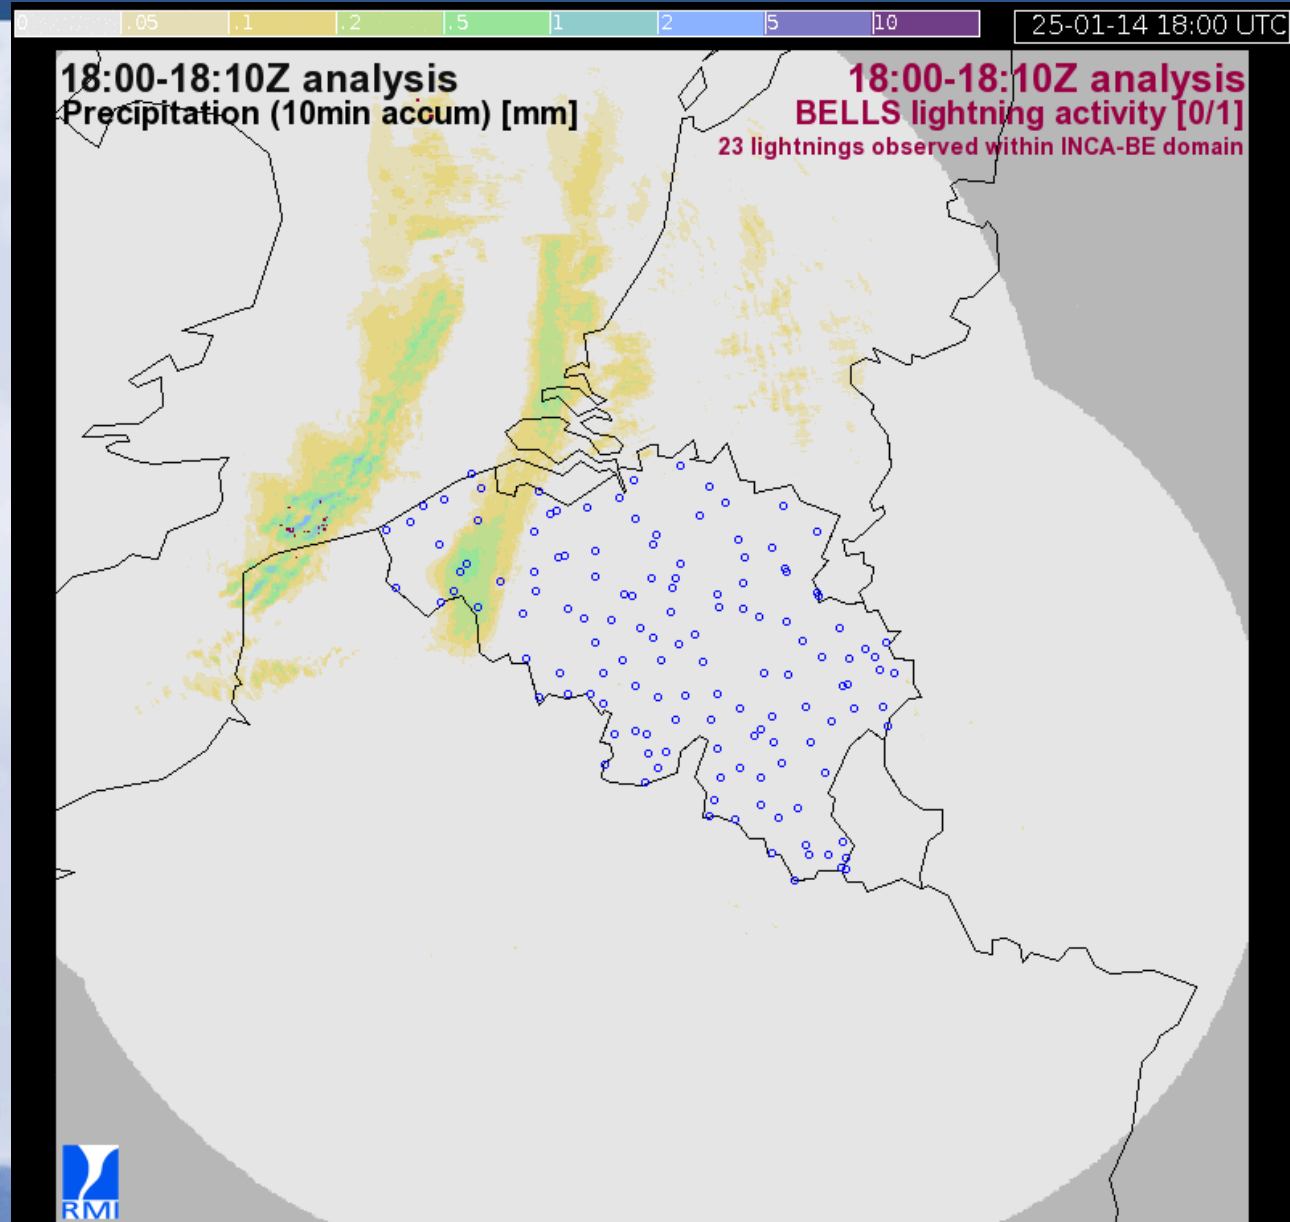 0 .05 .1 .2 .5 1 2 5 10 25-01-14 18:00 UTC
18:00-18:10Z analysis
Precipitation (10min accum) [mm]
18:00-18:10Z analysis
BELLS lightning activity [0/1]
23 lightnings observed within INCA-BE domain
RMI